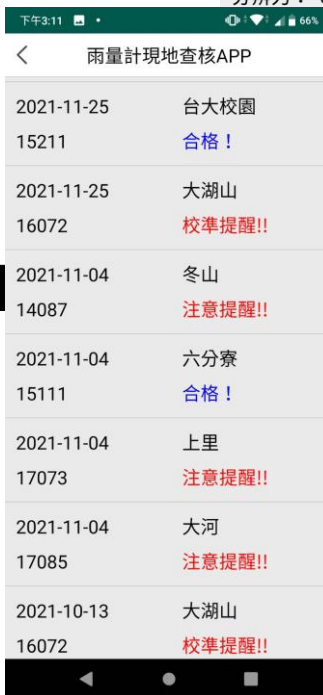 下午3:11
66%
雨量計現地查核APP
2021-11-25 台大校園
15211 合格！
2021-11-25 大湖山
16072 校準提醒!!
2021-11-04 冬山
14087 注意提醒!!
2021-11-04 六分寮
15111 合格！
2021-11-04 上里
17073 注意提醒!!
2021-11-04 大河
17085 注意提醒!!
2021-10-13 大湖山
16072 校準提醒!!